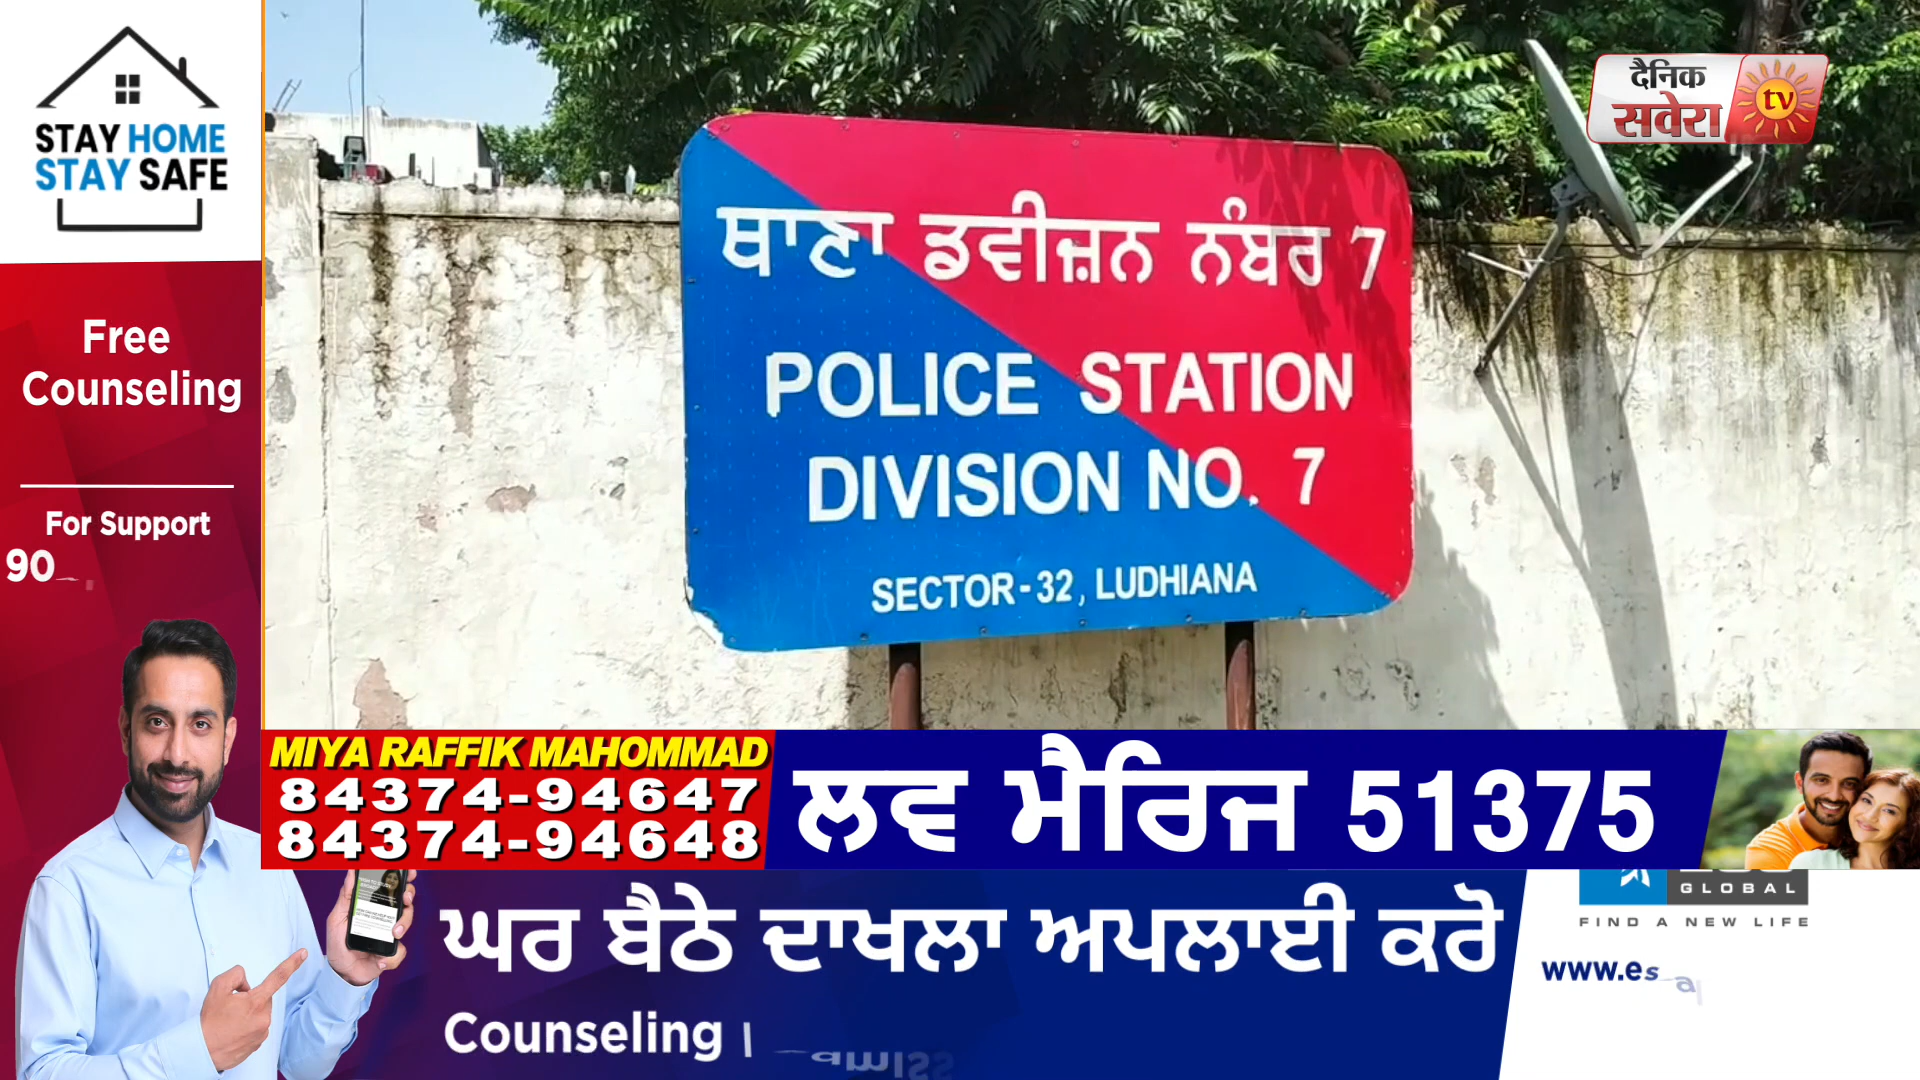 STAY HOME
STAY SAFE
Free
Counseling
For Support
90
दैनिक
सवेरा
tv
ਥਾਣਾ ਡਵੀਜ਼ਨ ਨੰਬਰ 7
POLICE STATION
DIVISION NO. 7
SECTOR-32, LUDHIANA
MIYA RAFFIK MAHOMMAD
84374-94647
84374-94648
ਲਵ ਮੈਰਿਜ 51375
ਘਰ ਬੈਠੇ ਦਾਖਲਾ ਅਪਲਾਈ ਕਰੋ
Counseling |
GLOBAL
FIND A NEW LIFE
www.es